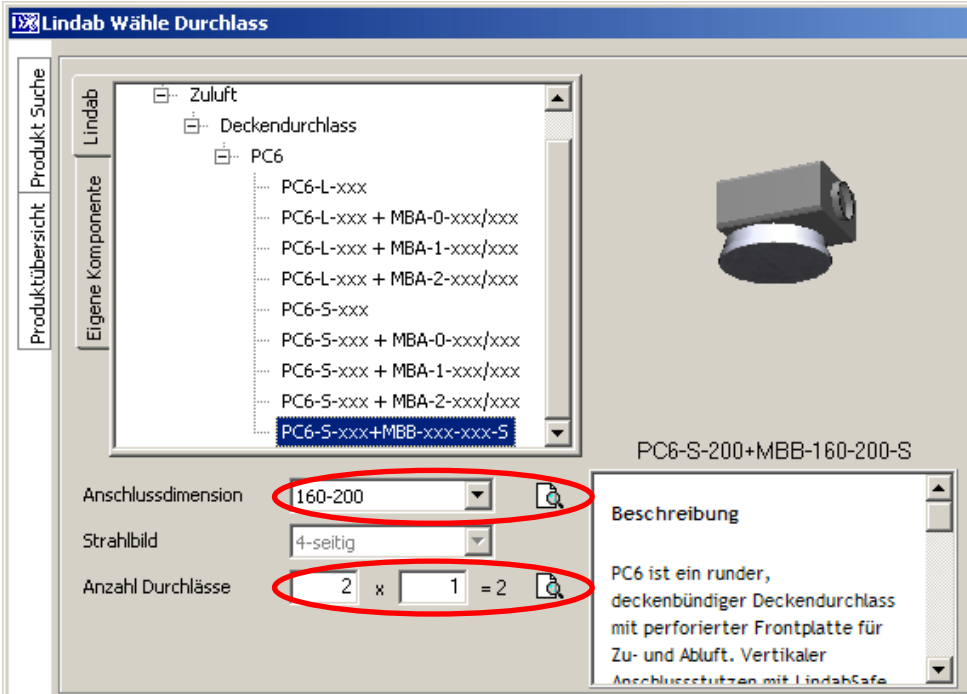 Lindab Wähle Durchlass
Produkt Suche
Produktübersicht
Lindab
Eigene Komponente
Zuluft
Deckendurchlass
PC6
PC6-L-xxx
PC6-L-xxx + MBA-0-xxx/xxx
PC6-L-xxx + MBA-1-xxx/xxx
PC6-L-xxx + MBA-2-xxx/xxx
PC6-S-xxx
PC6-S-xxx + MBA-0-xxx/xxx
PC6-S-xxx + MBA-1-xxx/xxx
PC6-S-xxx + MBA-2-xxx/xxx
PC6-S-xxx+MBB-xxx-xxx-S
PC6-S-200+MBB-160-200-S
Anschlussdimension 160-200
Strahlbild 4-seitig
Anzahl Durchlässe 2 x 1 = 2
Beschreibung
PC6 ist ein runder,
deckenbündiger Deckendurchlass
mit perforierter Frontplatte für
Zu- und Abluft. Vertikaler
Anschlussstutzen mit LindabSafe